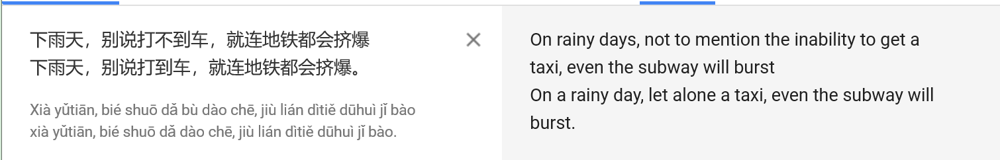 下雨天，别说打不到车，就连地铁都会挤爆
下雨天，别说打到车，就连地铁都会挤爆。
Xià yǔtiān, bié shuō dǎ bù dào chē, jiù lián dìtiě dūhuì jǐ bào
xià yǔtiān, bié shuō dǎ dào chē, jiù lián dìtiě dūhuì jǐ bào.
On rainy days, not to mention the inability to get a
taxi, even the subway will burst
On a rainy day, let alone a taxi, even the subway will
burst.